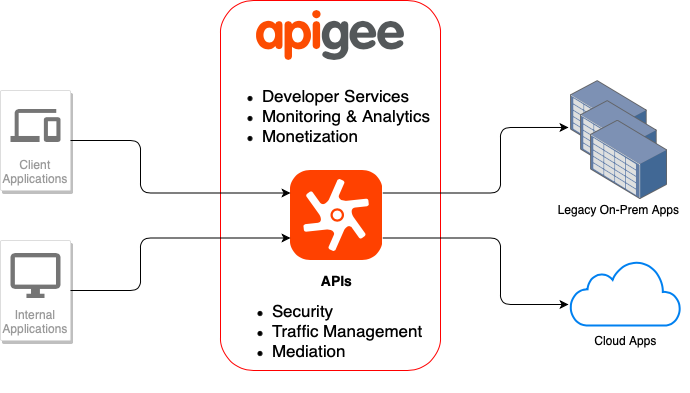 apigee
• Developer Services
• Monitoring & Analytics
• Monetization
Client
Applications
Legacy On-Prem Apps
APIs
Internal
Applications
• Security
• Traffic Management
• Mediation
Cloud Apps